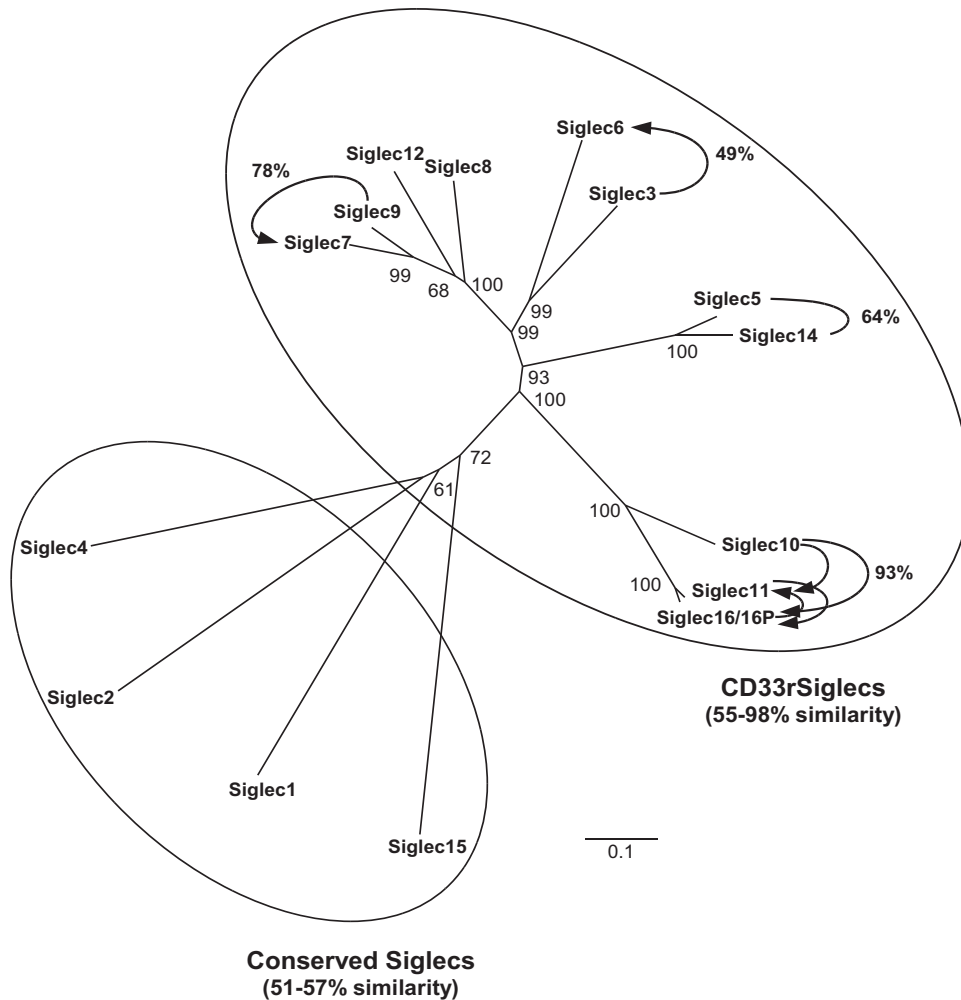 Siglec6
49%
Siglec12
Siglec8
78%
Siglec3
Siglec9
Siglec7
99
68
100
Siglec5
99
64%
99
Siglec14
100
93
100
72
61
100
Siglec4
Siglec10
93%
100
Siglec11
Siglec16/16P
Siglec2
CD33rSiglecs
(55-98% similarity)
Siglec1
Siglec15
0.1
Conserved Siglecs
(51-57% similarity)